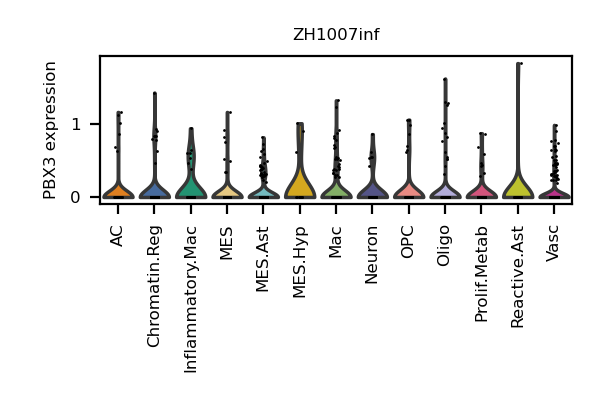 ZH1007inf
PBX3 expression
1
0
AC
Chromatin.Reg
Inflammatory.Mac
MES
MES.Ast
MES.Hyp
Mac
Neuron
OPC
Oligo
Prolif.Metab
Reactive.Ast
Vasc